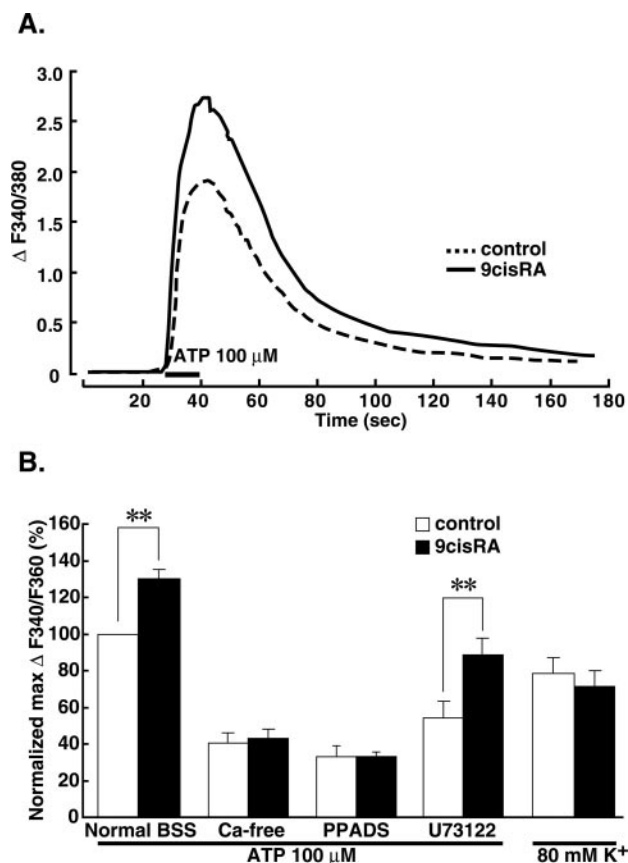 A.
3.0
2.5
2.0
1.5
1.0
0.5
0
Δ F340/380
control
9cisRA
ATP 100 μM
20 40 60 80 100 120 140 160 180
Time (sec)
B.
160
140
120
100
80
60
40
20
0
Normalized max Δ F340/F360 (%)
control
9cisRA
**
**
Normal BSS Ca-free PPADS U73122
ATP 100 μM 80 mM K+